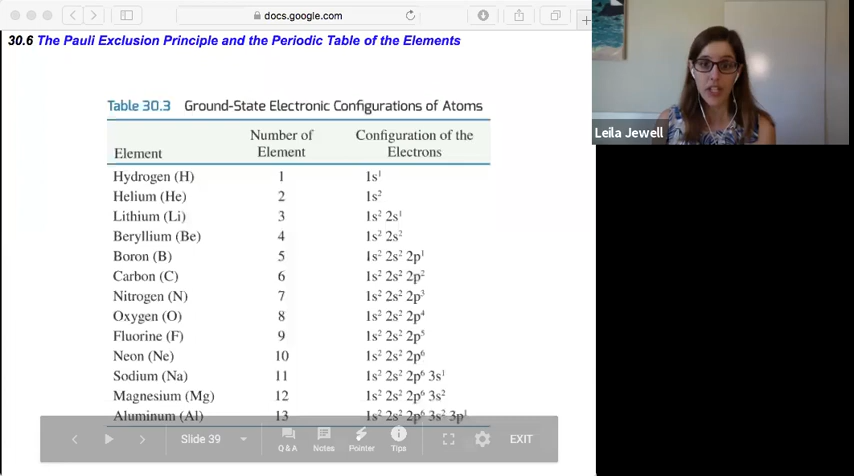 docs.google.com
30.6 The Pauli Exclusion Principle and the Periodic Table of the Elements
Leila Jewell
Table 30.3 Ground-State Electronic Configurations of Atoms
Element Number of Element Configuration of the Electrons
Hydrogen (H) 1 1s¹
Helium (He) 2 1s²
Lithium (Li) 3 1s² 2s¹
Beryllium (Be) 4 1s² 2s²
Boron (B) 5 1s² 2s² 2p¹
Carbon (C) 6 1s² 2s² 2p²
Nitrogen (N) 7 1s² 2s² 2p³
Oxygen (O) 8 1s² 2s² 2p⁴
Fluorine (F) 9 1s² 2s² 2p⁵
Neon (Ne) 10 1s² 2s² 2p⁶
Sodium (Na) 11 1s² 2s² 2p⁶ 3s¹
Magnesium (Mg) 12 1s² 2s² 2p⁶ 3s²
Aluminum (Al) 13 1s² 2s² 2p⁶ 3s² 3p¹
Slide 39 Q & A Notes Pointer Tips EXIT